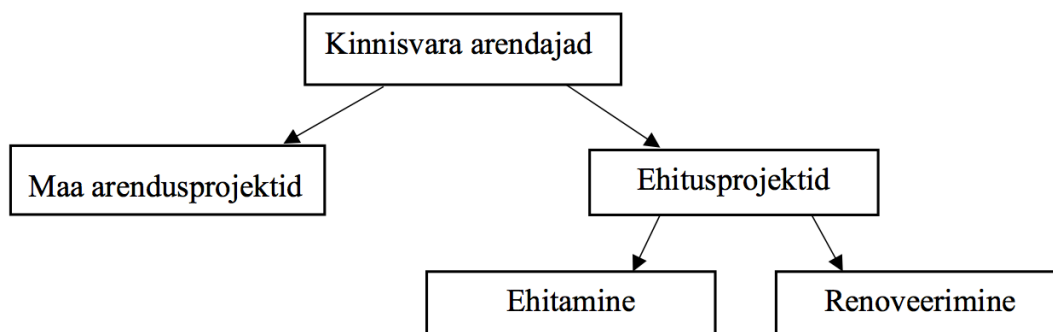 Kinnisvara arendajad
Maa arendusprojektid
Ehitusprojektid
Ehitamine
Renoveerimine